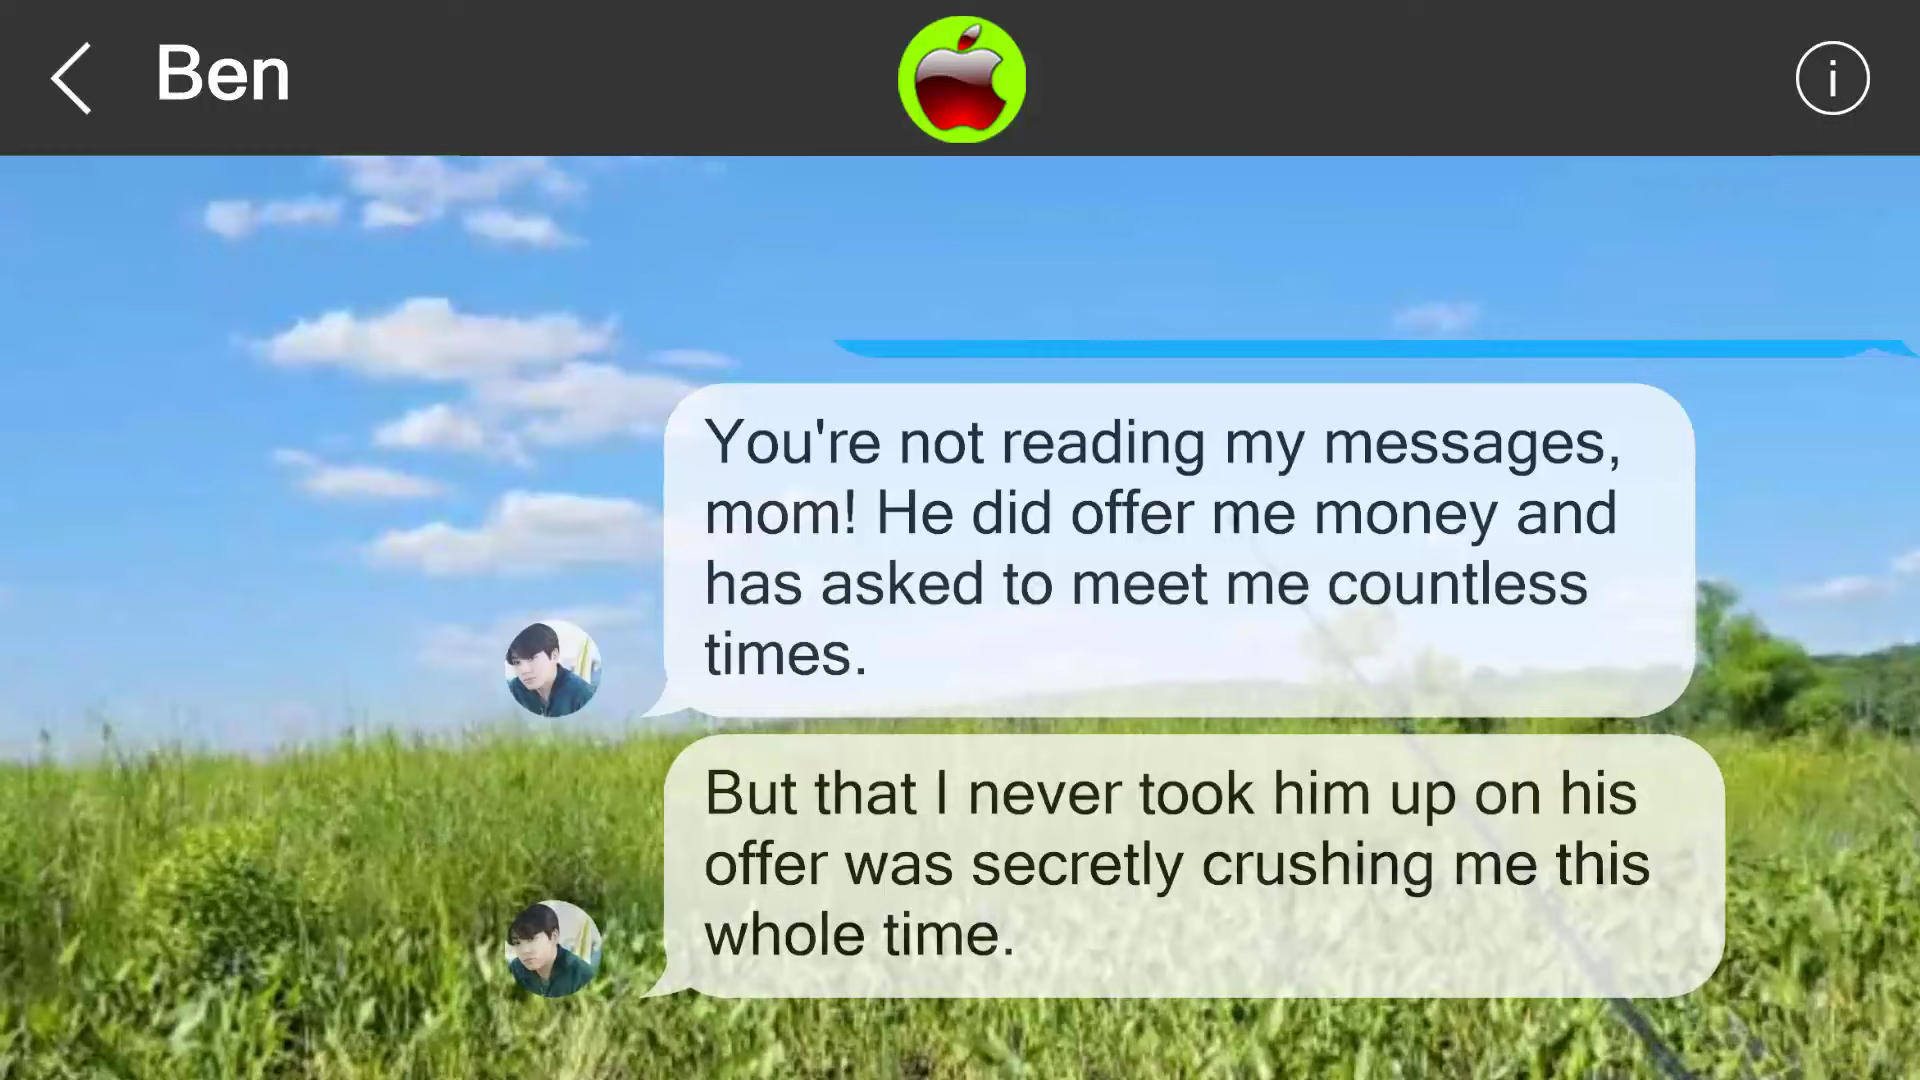 Ben
i
You're not reading my messages,
mom! He did offer me money and
has asked to meet me countless
times.
But that I never took him up on his
offer was secretly crushing me this
whole time.